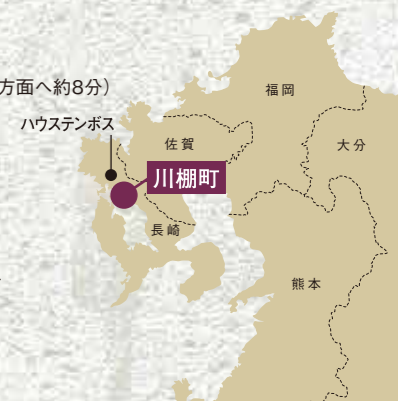 方面へ約8分）
福岡
ハウステンボス
佐賀
大分
川棚町
長崎
熊本